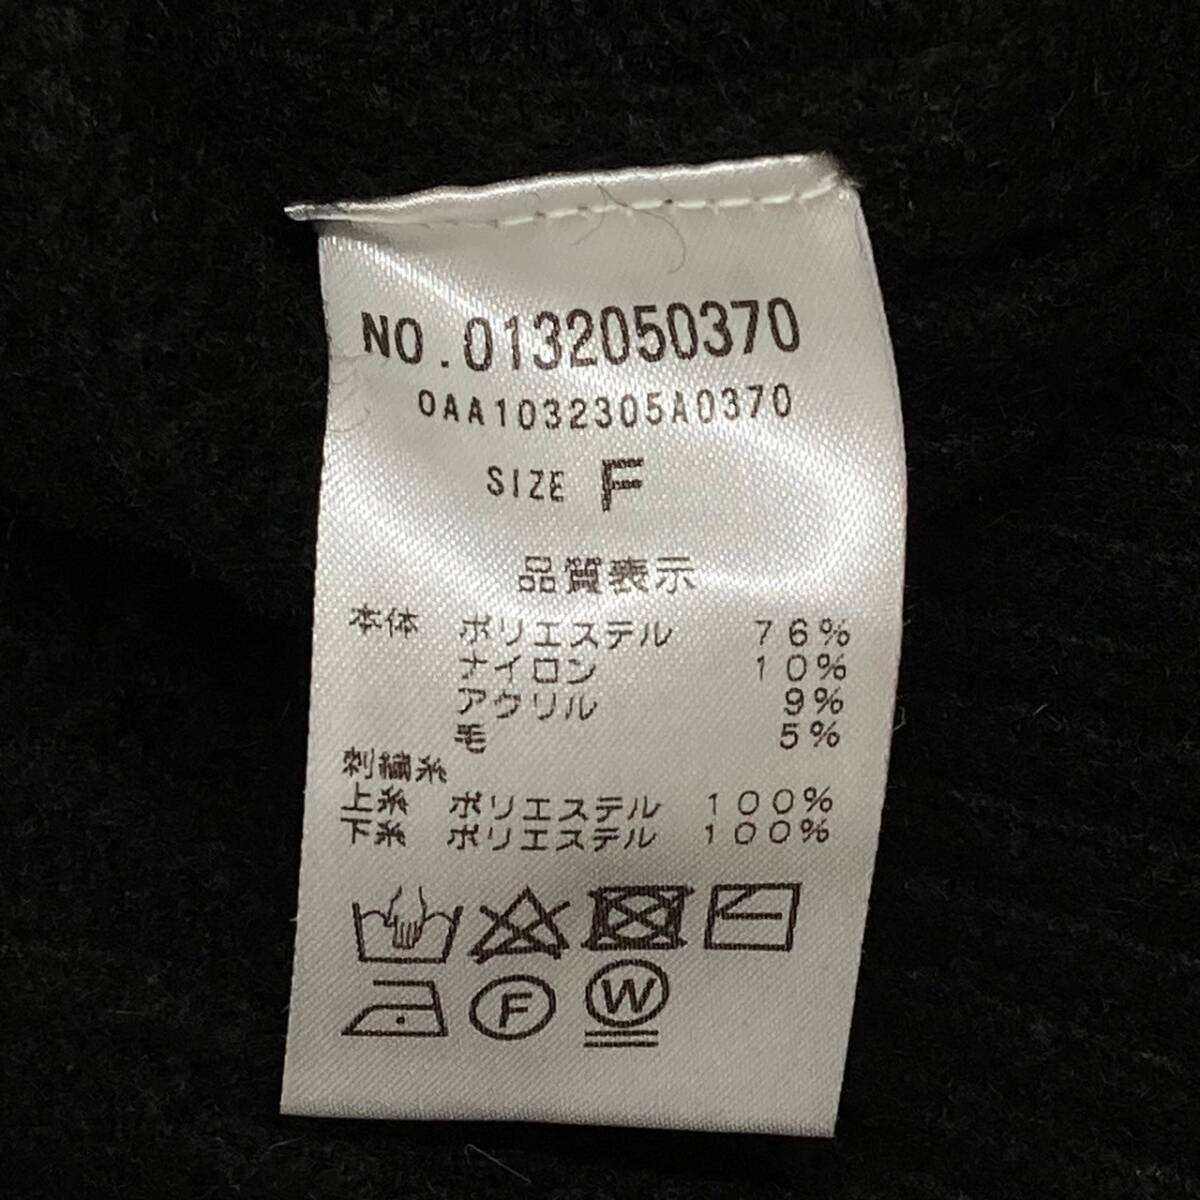 NO.0132050370
0AA1032305A0370
SIZE F
品質表示
本体 ポリエステル 76%
ナイロン 10%
アクリル 9%
毛 5%
刺繍糸
上糸 ポリエステル 100%
下糸 ポリエステル 100%
F W